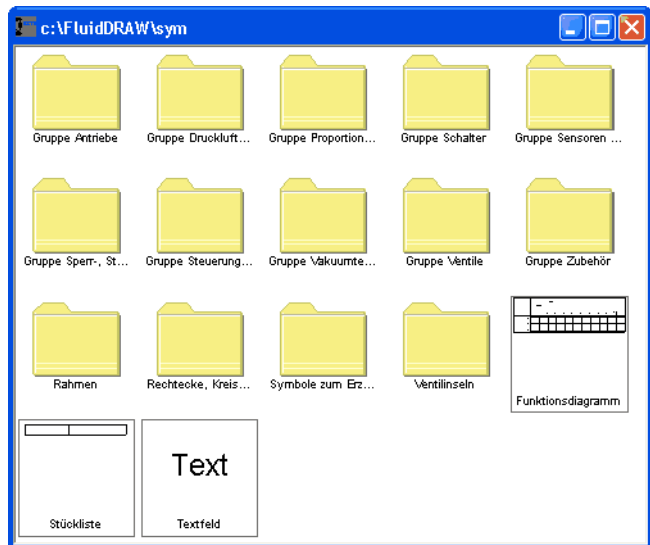 c:\FluidDRAW\sym
Gruppe Antriebe
Gruppe Druckluft...
Gruppe Proportion...
Gruppe Schalter
Gruppe Sensoren ...
Gruppe Sperr-, St...
Gruppe Steuerung...
Gruppe Vakuumte...
Gruppe Ventile
Gruppe Zubehör
Rahmen
Rechtecke, Kreis...
Symbole zum Erz...
Ventilinseln
Funktionsdiagramm
Stückliste
Text
Textfeld